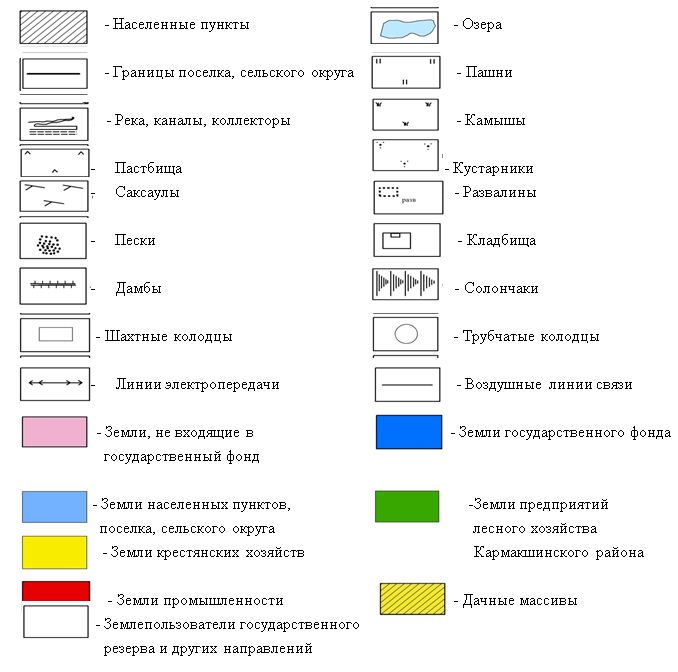 - Населенные пункты
- Озера
- Границы поселка, сельского округа
- Пашни
- Река, каналы, коллекторы
- Камышы
- Пастбища
- Кустарники
- Саксаулы
разв
- Развалины
- Пески
- Кладбища
- Дамбы
- Солончаки
- Шахтные колодцы
- Трубчатые колодцы
- Линии электропередачи
- Воздушные линии связи
- Земли, не входящие в
государственный фонд
- Земли государственного фонда
- Земли населенных пунктов,
поселка, сельского округа
-Земли предприятий
лесного хозяйства
Кармакшинского района
- Земли крестянских хозяйств
- Земли промышленности
- Дачные массивы
- Землепользователи государственного
резерва и других направлений